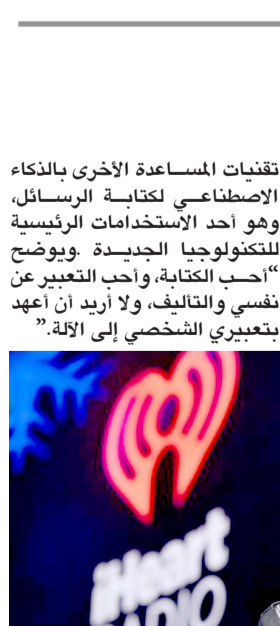 تقنيات المساعدة الأخرى بالذكاء
الاصطناعي لكتابة الرسائل،
وهو أحد الاستخدامات الرئيسية
للتكنولوجيا الجديدة .ويوضح
“أحب الكتابة، وأحب التعبير عن
نفسي والتأليف، ولا أريد أن أعهد
بتعبيري الشخصي إلى الآلة.”
iHeart
RADIO